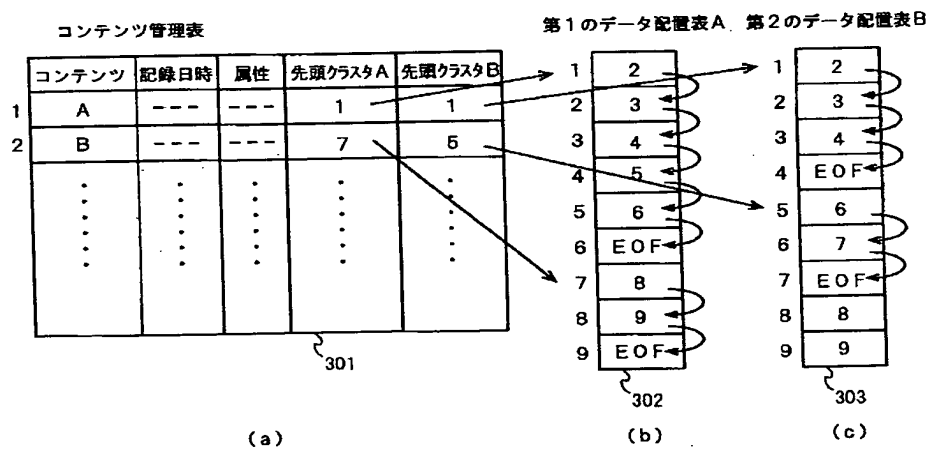 コンテンツ管理表
コンテンツ 記録日時 属性 先頭クラスタA 先頭クラスタB
1 A --- --- 1 1
2 B --- --- 7 5
301
(a)
第1のデータ配置表A
1 2
2 3
3 4
4 5
5 6
6 EOF
7 8
8 9
9 EOF
302
(b)
第2のデータ配置表B
1 2
2 3
3 4
4 EOF
5 6
6 7
7 EOF
8 8
9 9
303
(c)